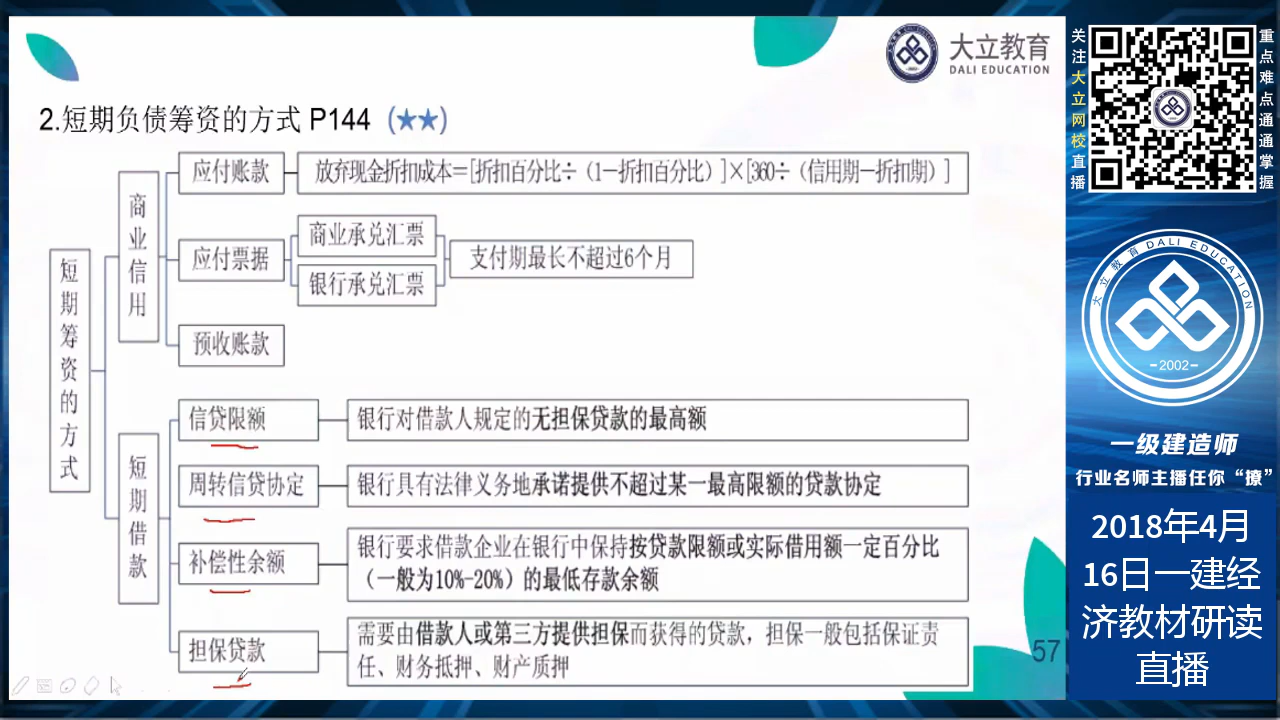 大立教育
DALI EDUCATION
2.短期负债筹资的方式 P144 (★★)
短期筹资的方式
商业信用
应付账款
放弃现金折扣成本＝[折扣百分比÷（1－折扣百分比）]×[360÷（信用期－折扣期）]
应付票据
商业承兑汇票
银行承兑汇票
支付期最长不超过6个月
预收账款
短期借款
信贷限额
银行对借款人规定的无担保贷款的最高额
周转信贷协定
银行具有法律义务地承诺提供不超过某一最高限额的贷款协定
补偿性余额
银行要求借款企业在银行中保持按贷款限额或实际借用额一定百分比
（一般为10%-20%）的最低存款余额
担保贷款
需要由借款人或第三方提供担保而获得的贷款，担保一般包括保证责
任、财务抵押、财产质押
57
关注大立网校直播
重点难点通通掌握
大立教育 DALI EDUCATION
-2002-
一级建造师
行业名师主播任你“撩”
2018年4月
16日一建经
济教材研读
直播